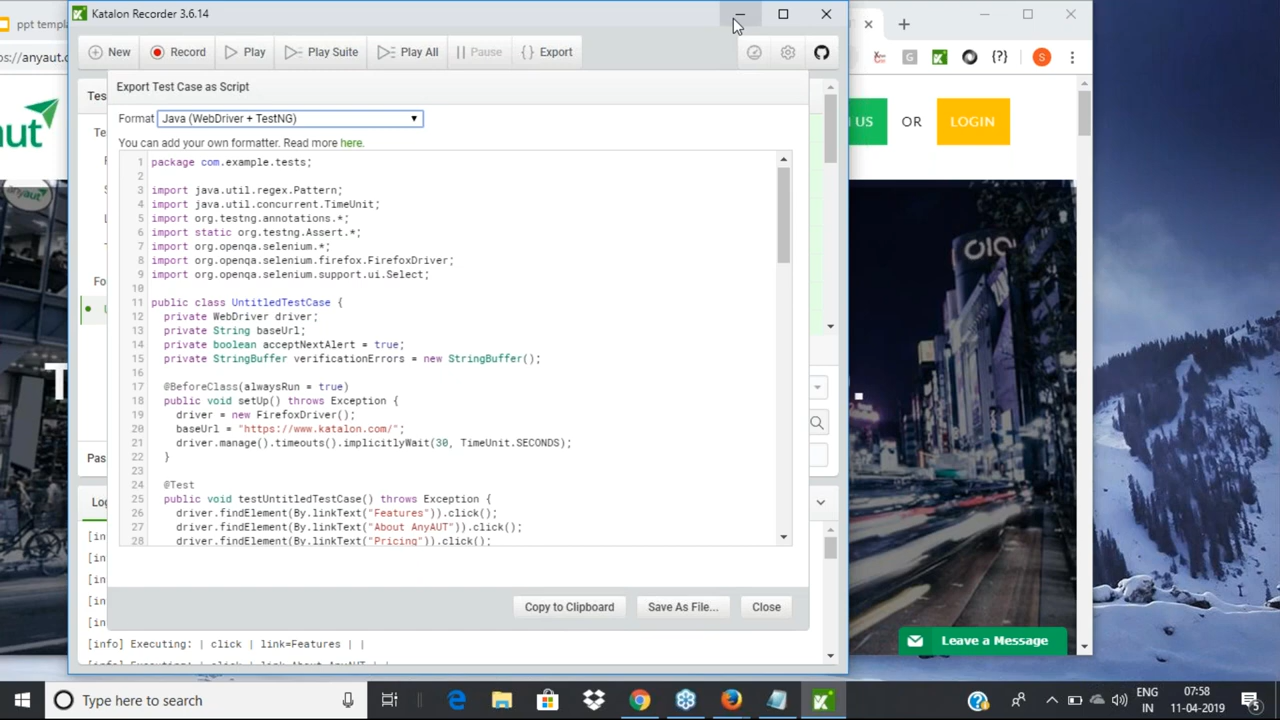 ppt templa
Katalon Recorder 3.6.14
ps://anyaut.c
New Record Play Play Suite Play All Pause Export
G {?} S
Tes
Export Test Case as Script
Format Java (WebDriver + TestNG)
You can add your own formatter. Read more here.
1 package com.example.tests;
2
3 import java.util.regex.Pattern;
4 import java.util.concurrent.TimeUnit;
5 import org.testng.annotations.*;
6 import static org.testng.Assert.*;
7 import org.openqa.selenium.*;
8 import org.openqa.selenium.firefox.FirefoxDriver;
9 import org.openqa.selenium.support.ui.Select;
10
11 public class UntitledTestCase {
12 private WebDriver driver;
13 private String baseUrl;
14 private boolean acceptNextAlert = true;
15 private StringBuffer verificationErrors = new StringBuffer();
16
17 @BeforeClass(alwaysRun = true)
18 public void setUp() throws Exception {
19 driver = new FirefoxDriver();
20 baseUrl = "https://www.katalon.com/";
21 driver.manage().timeouts().implicitlyWait(30, TimeUnit.SECONDS);
22 }
23
24 @Test
25 public void testUntitledTestCase() throws Exception {
26 driver.findElement(By.linkText("Features")).click();
27 driver.findElement(By.linkText("About AnyAUT")).click();
28 driver.findElement(By.linkText("Pricing")).click();
Copy to Clipboard Save As File... Close
Te
Fo
Pas
Log
[in
[in
[in
[in
[in
[info] Executing: | click | link=Features | |
aut
anyaut
T
US OR LOGIN
OIO
Leave a Message
Type here to search
ENG
IN
07:58
11-04-2019
5